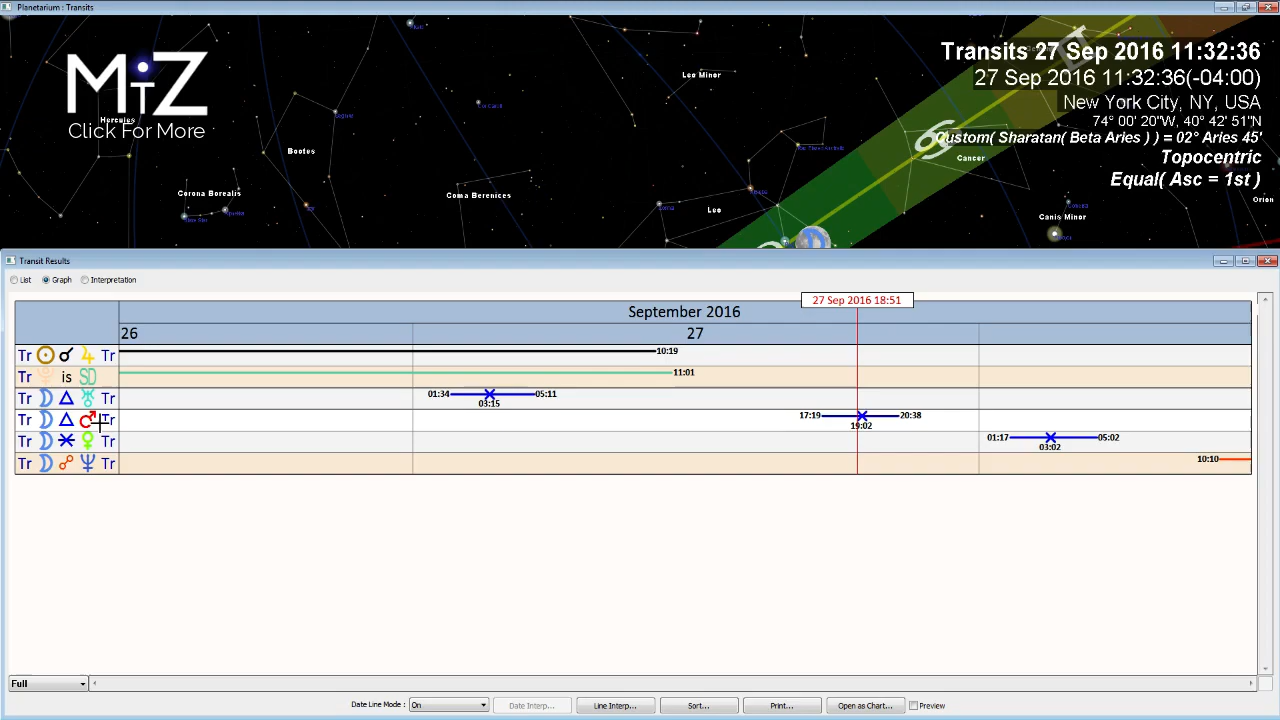 Planetarium : Transits
MTZ
Click For More
Hercules
Bootes
Corona Borealis
Coma Berenices
Leo Minor
Leo
Cancer
Canis Minor
Orion
Transits 27 Sep 2016 11:32:36
27 Sep 2016 11:32:36(-04:00)
New York City, NY, USA
74° 00' 20"W, 40° 42' 51"N
Custom( Sharatan( Beta Aries ) ) = 02° Aries 45'
Topocentric
Equal( Asc = 1st )
Transit Results
List Graph Interpretation
27 Sep 2016 18:51
September 2016
26 27
Tr ☉ ☌ ♃ Tr 10:19
Tr is SD 11:01
Tr ☽ △ ♅ Tr 01:34 03:15 05:11
Tr ☽ △ ♂ Tr 17:19 19:02 20:38
Tr ☽ ⚹ ♀ Tr 01:17 03:02 05:02
Tr ☽ ☍ ♆ Tr 10:10
Full
Date Line Mode : On Date Interp... Line Interp... Sort... Print... Open as Chart... Preview